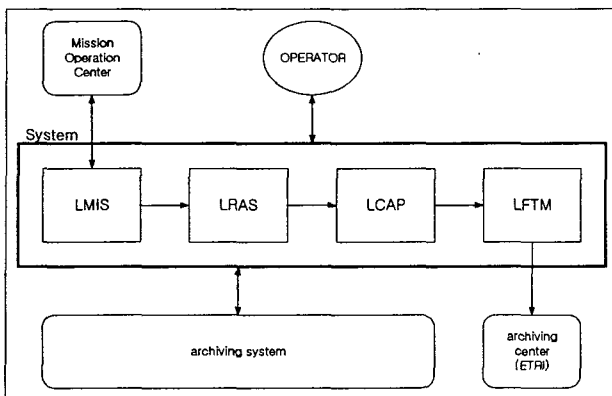 Mission
Operation
Center
OPERATOR
System
LMIS
LRAS
LCAP
LFTM
archiving system
archiving
center
(ETRI)